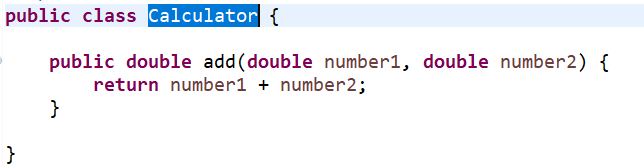 public class Calculator {
public double add(double number1, double number2) {
return number1 + number2;
}
}